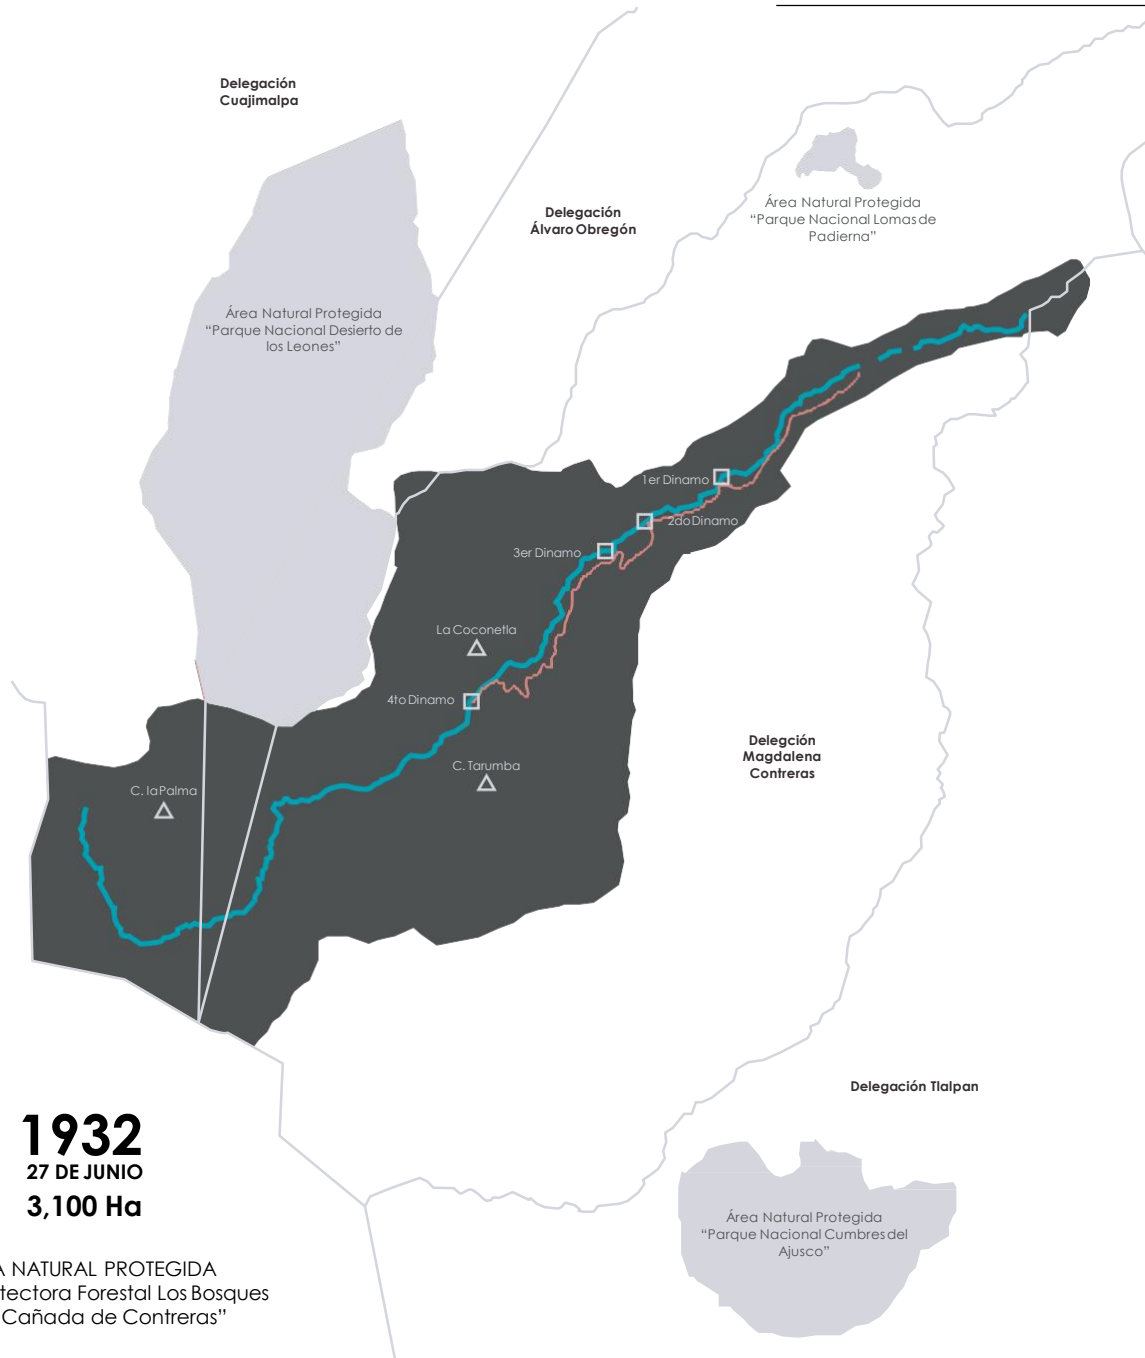 Delegación
Cuajimalpa
Delegación
Álvaro Obregón
Área Natural Protegida
“Parque Nacional Lomas de
Padierna”
Área Natural Protegida
“Parque Nacional Desierto de
los Leones”
1er Dinamo
2do Dinamo
3er Dinamo
La Coconetla
4to Dinamo
C. Tarumba
C. la Palma
Delegción
Magdalena
Contreras
Delegación Tlalpan
1932
27 DE JUNIO
3,100 Ha
Área Natural Protegida
“Parque Nacional Cumbres del
Ajusco”
A NATURAL PROTEGIDA
tectora Forestal Los Bosques
Cañada de Contreras”